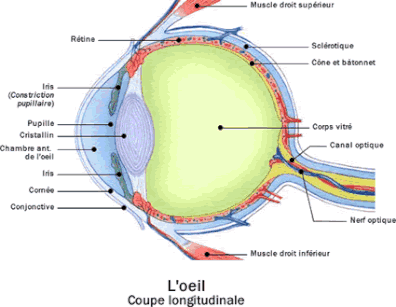 Muscle droit supérieur
Rétine
Sclérotique
Cône et bâtonnet
Iris
(Constriction
pupillaire)
Pupille
Cristallin
Corps vitré
Chambre ant.
de l'oeil
Canal optique
Iris
Cornée
Conjonctive
Nerf optique
Muscle droit inférieur
L'oeil
Coupe longitudinale